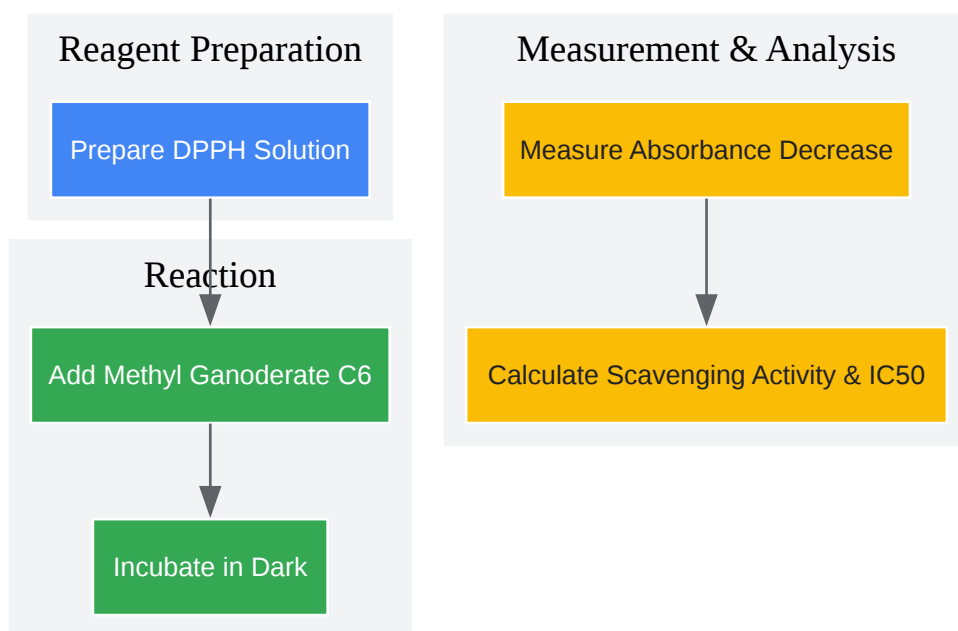 Reagent Preparation
Prepare DPPH Solution
Reaction
Add Methyl Ganoderate C6
Incubate in Dark
Measurement & Analysis
Measure Absorbance Decrease
Calculate Scavenging Activity & IC50